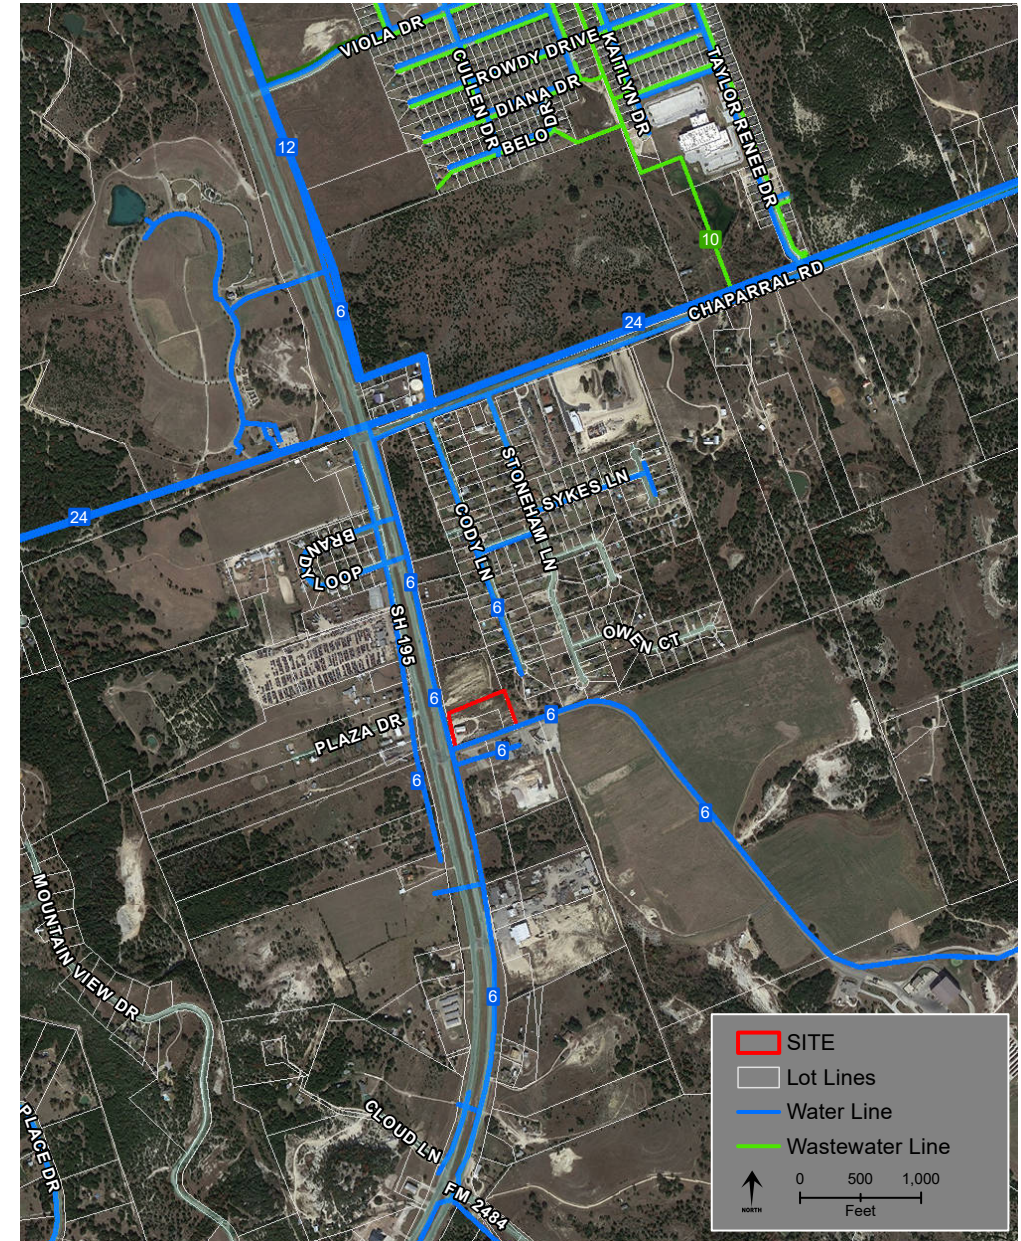 VIOLA DR
CULLEN DR
ROWDY DRIVE
KAITLYN DR
DIANA DR
BELO DR
TAYLOR RENEE DR
12
10
6
CHAPARRAL RD
24
24
STONEHAM LN
SYKES LN
CODY LN
BRANDY LOOP
6
6
SH 195
OWEN CT
6
PLAZA DR
6
6
6
6
MOUNTAIN VIEW DR
6
PLACE DR
CLOUD LN
FM 2484
SITE
Lot Lines
Water Line
Wastewater Line
NORTH
0 500 1,000
Feet